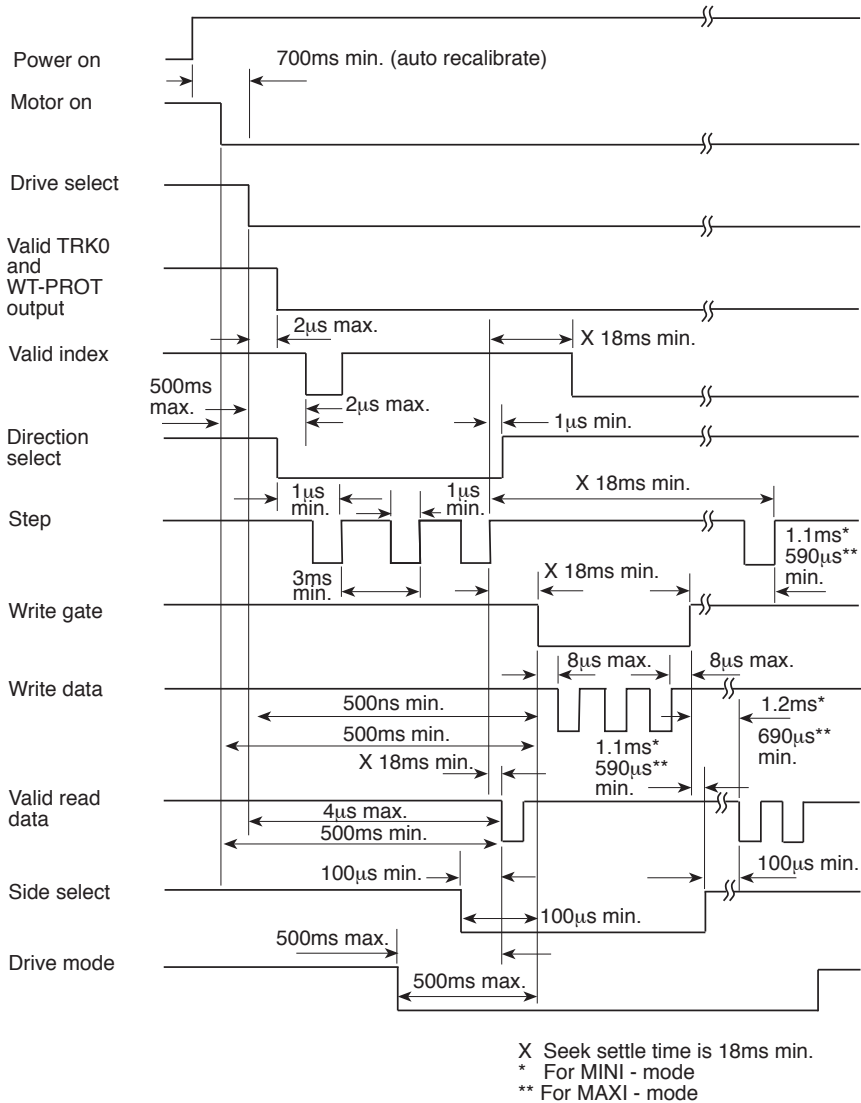 Power on
700ms min. (auto recalibrate)
Motor on
Drive select
Valid TRK0
and
WT-PROT
output
2µs max.
X 18ms min.
Valid index
500ms
max.
2µs max.
1µs min.
Direction
select
1µs
min.
1µs
min.
X 18ms min.
Step
1.1ms*
590µs**
min.
3ms
min.
X 18ms min.
Write gate
8µs max.
8µs max.
Write data
500ns min.
1.2ms*
500ms min.
1.1ms*
690µs**
X 18ms min.
590µs**
min.
min.
Valid read
data
4µs max.
500ms min.
100µs min.
100µs min.
Side select
100µs min.
500ms max.
Drive mode
500ms max.
X Seek settle time is 18ms min.
* For MINI - mode
** For MAXI - mode